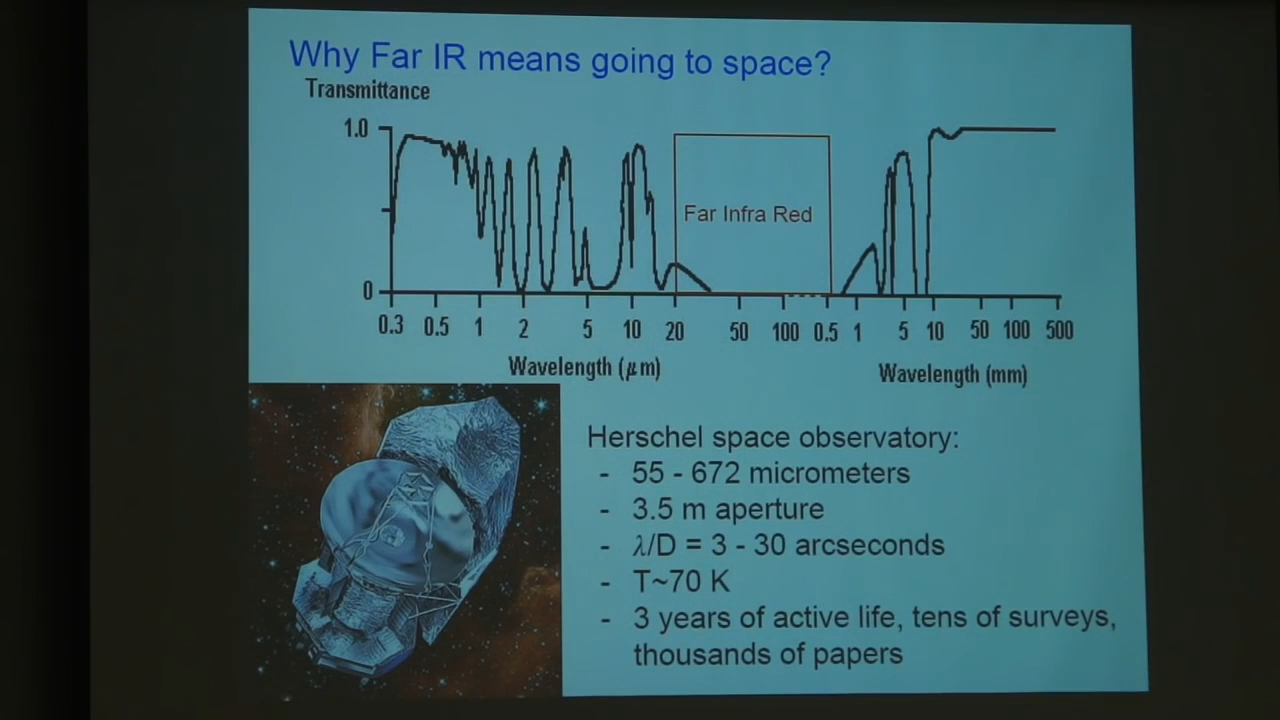 Why Far IR means going to space?
Transmittance
1.0
Far Infra Red
0
0.3 0.5 1 2 5 10 20 50 100 0.5 1 5 10 50 100 500
Wavelength (μm)
Wavelength (mm)
Herschel space observatory:
- 55 - 672 micrometers
- 3.5 m aperture
- λ/D = 3 - 30 arcseconds
- T~70 K
- 3 years of active life, tens of surveys,
thousands of papers